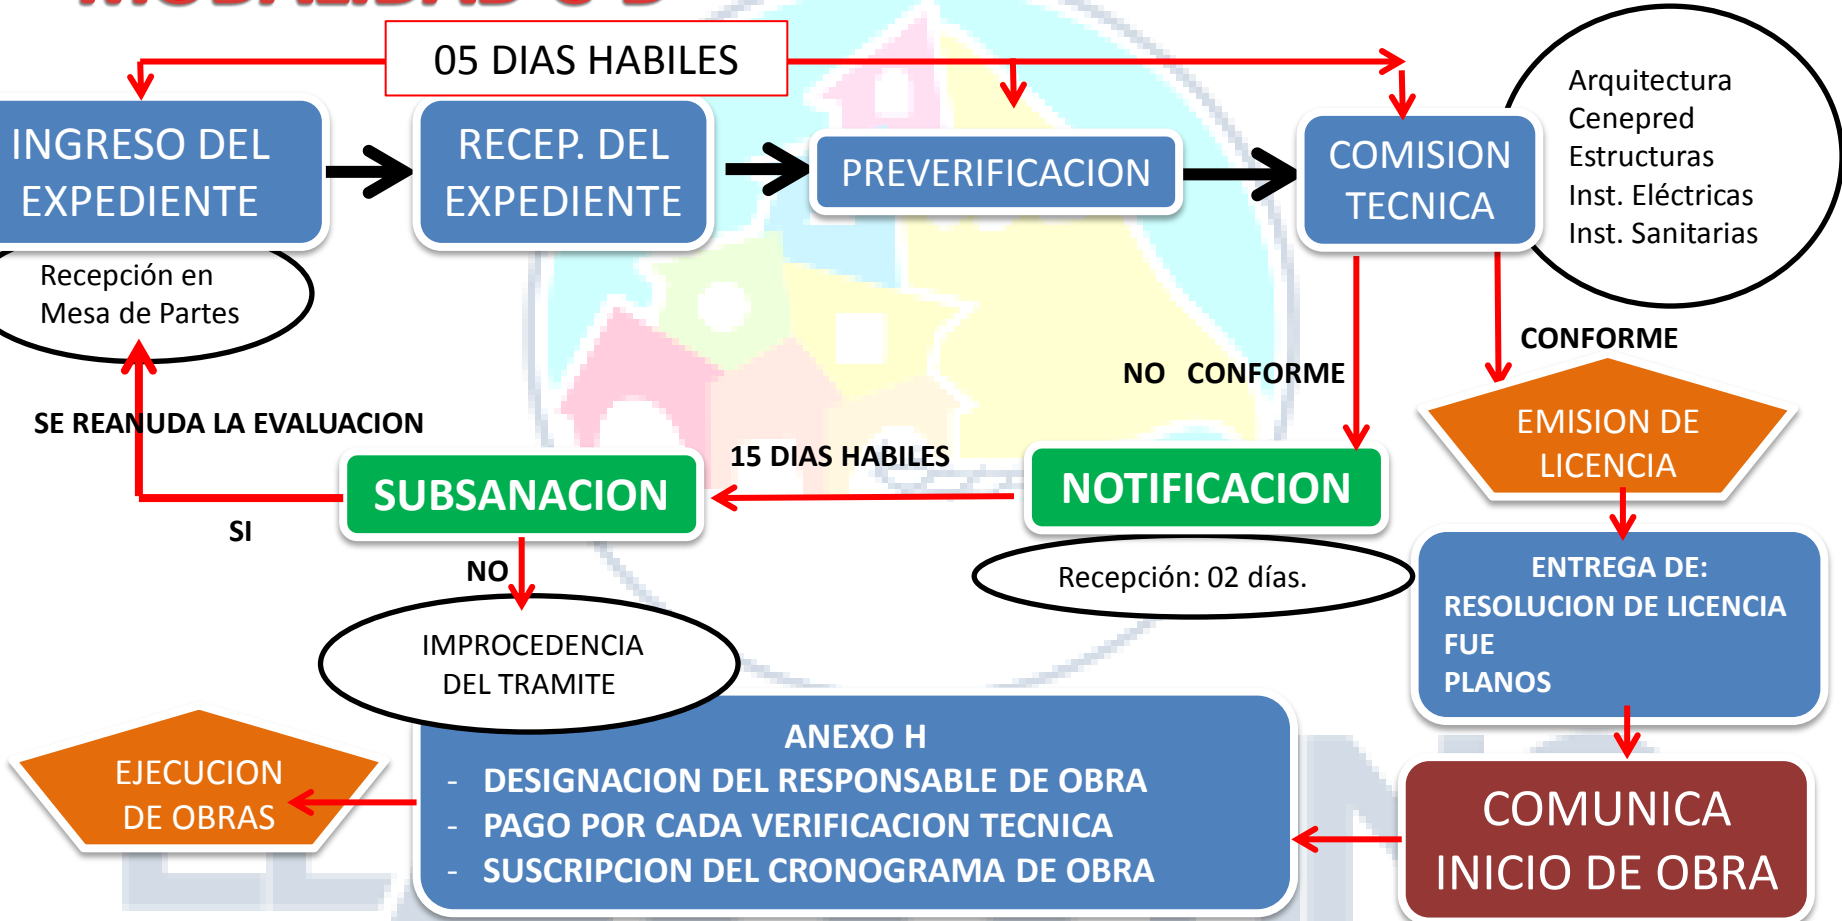 05 DIAS HABILES
INGRESO DEL
EXPEDIENTE
RECEP. DEL
EXPEDIENTE
PREVERIFICACION
COMISION
TECNICA
Arquitectura
Cenepred
Estructuras
Inst. Eléctricas
Inst. Sanitarias
Recepción en
Mesa de Partes
CONFORME
NO CONFORME
SE REANUDA LA EVALUACION
EMISION DE
LICENCIA
15 DIAS HABILES
SUBSANACION
NOTIFICACION
SI
NO
Recepción: 02 días.
ENTREGA DE:
RESOLUCION DE LICENCIA
FUE
PLANOS
IMPROCEDENCIA
DEL TRAMITE
ANEXO H
- DESIGNACION DEL RESPONSABLE DE OBRA
- PAGO POR CADA VERIFICACION TECNICA
- SUSCRIPCION DEL CRONOGRAMA DE OBRA
EJECUCION
DE OBRAS
COMUNICA
INICIO DE OBRA